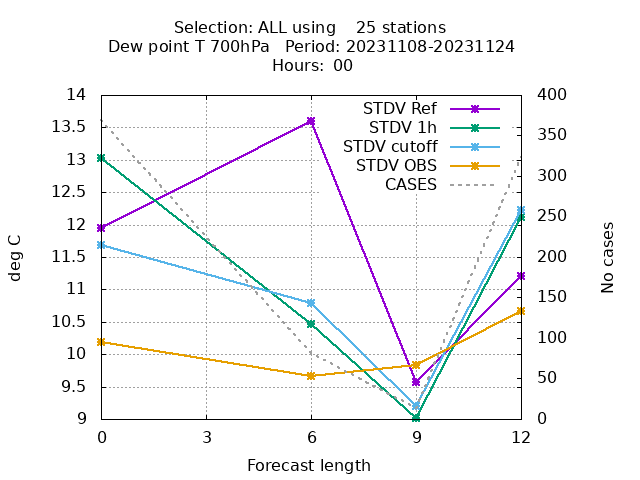 Selection: ALL using    25 stations
Dew point T 700hPa   Period: 20231108-20231124
Hours:  00
14
13.5
13
12.5
12
11.5
11
10.5
10
9.5
9
400
350
300
250
200
150
100
50
0
STDV Ref
STDV 1h
STDV cutoff
STDV OBS
CASES
deg C
No cases
0
3
6
9
12
Forecast length